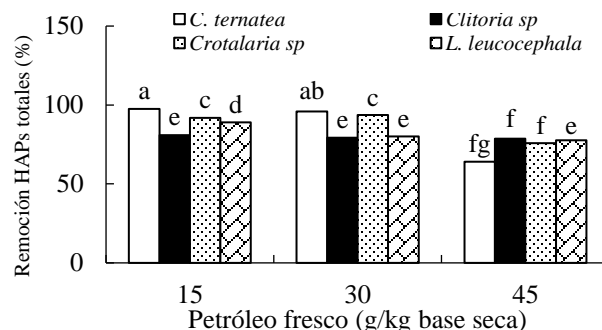 C. ternatea Clitoria sp
Crotalaria sp L. leucocephala
Remoción HAPs totales (%)
150
100
50
0
a e c d ab e c e fg f f e
15 30 45
Petróleo fresco (g/kg base seca)